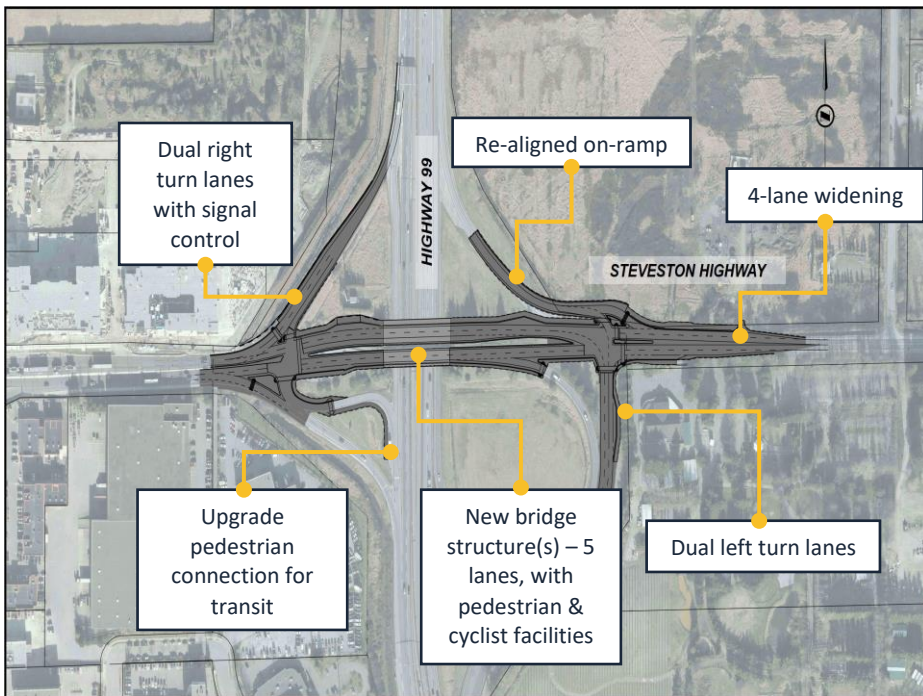 Dual right
turn lanes
with signal
control
HIGHWAY 99
Re-aligned on-ramp
4-lane widening
STEVESTON HIGHWAY
Upgrade
pedestrian
connection for
transit
New bridge
structure(s) – 5
lanes, with
pedestrian &
cyclist facilities
Dual left turn lanes